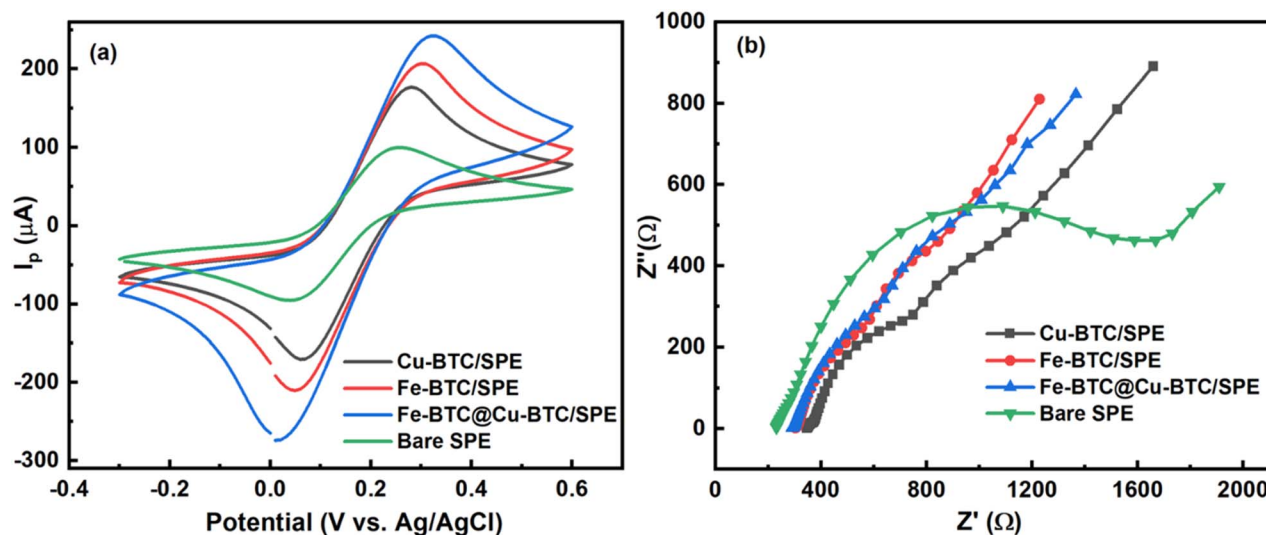 (a)
200
100
0
-100
-200
-300
I_p (μA)
Cu-BTC/SPE
Fe-BTC/SPE
Fe-BTC@Cu-BTC/SPE
Bare SPE
-0.4
-0.2
0.0
0.2
0.4
0.6
Potential (V vs. Ag/AgCl)
(b)
1000
800
600
400
200
0
Z''(Ω)
Cu-BTC/SPE
Fe-BTC/SPE
Fe-BTC@Cu-BTC/SPE
Bare SPE
0
400
800
1200
1600
2000
Z' (Ω)